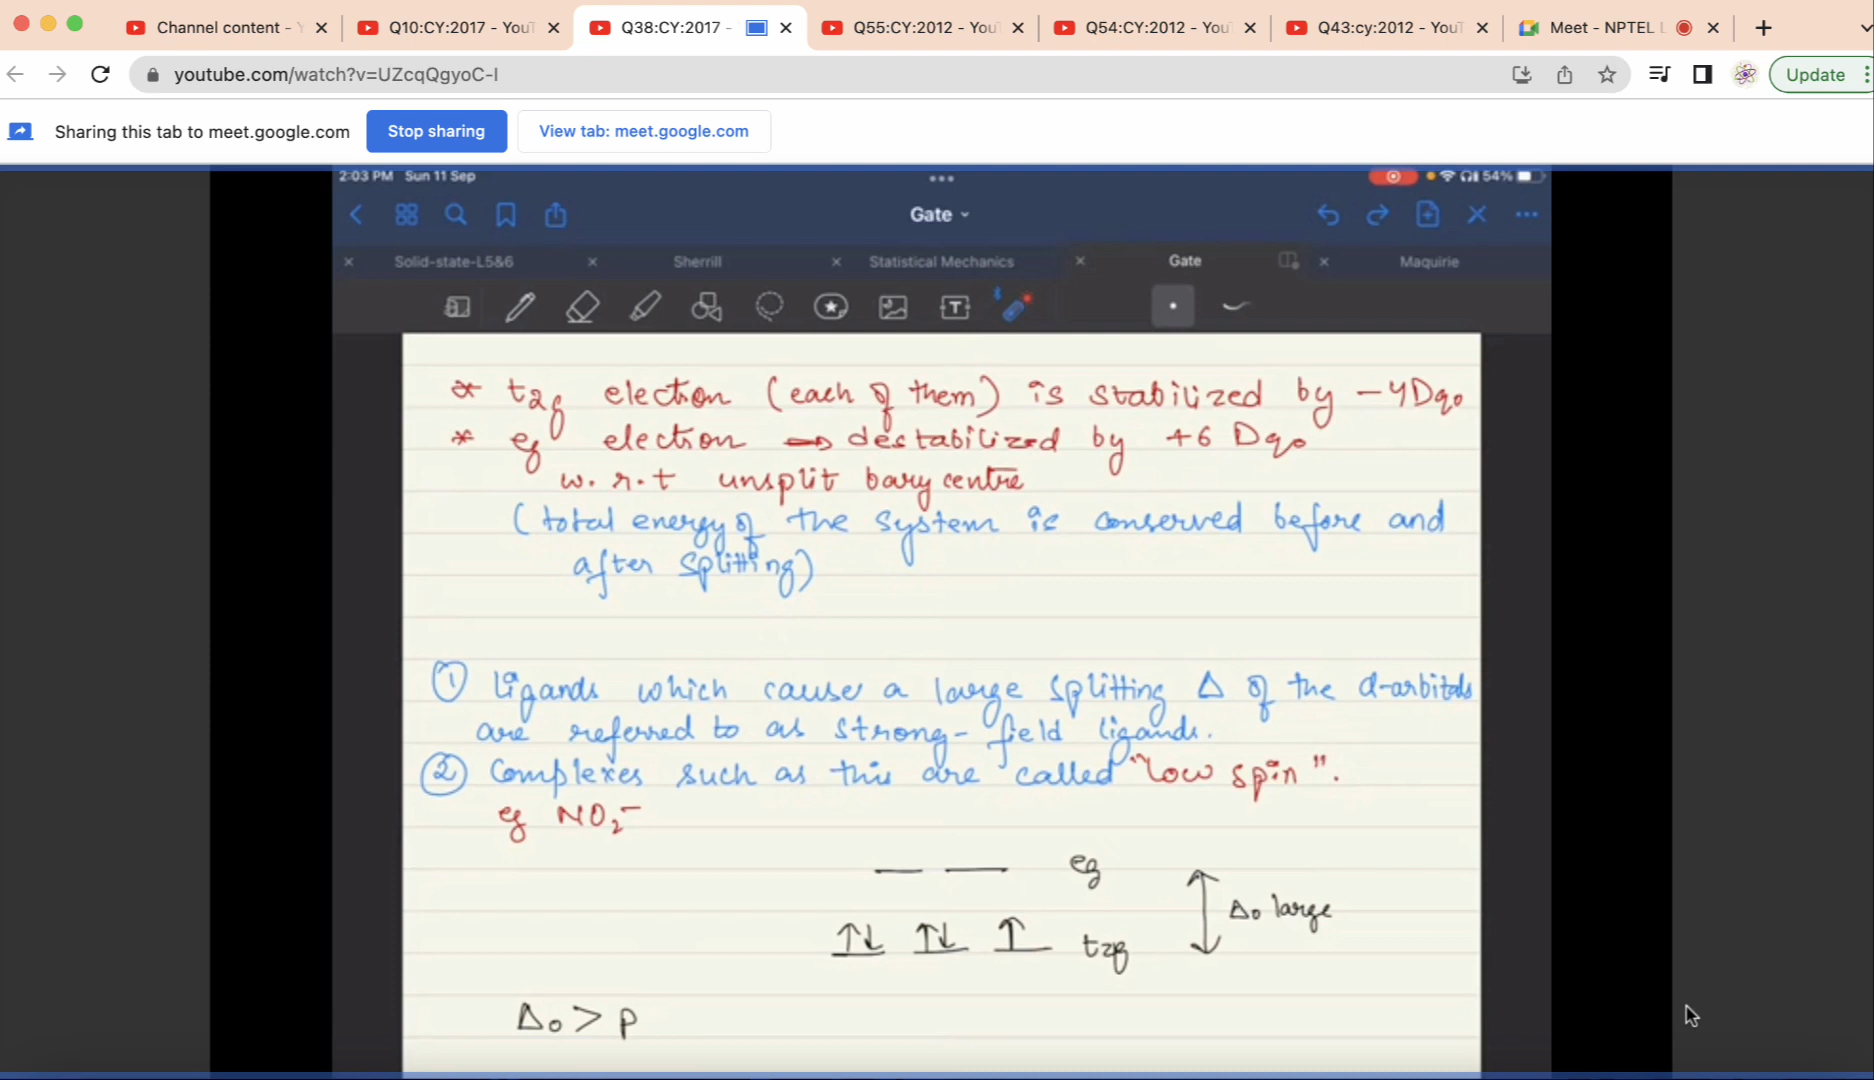 Channel content -
Q10:CY:2017 - YouT
Q38:CY:2017 -
Q55:CY:2012 - You
Q54:CY:2012 - You
Q43:cy:2012 - YouT
Meet - NPTEL
youtube.com/watch?v=UZcqQgyoC-I
Update
Sharing this tab to meet.google.com
Stop sharing
View tab: meet.google.com
2:03 PM Sun 11 Sep
54%
Gate
Solid-state-L5&6
Sherrill
Statistical Mechanics
Gate
Maquirie
* t2g election (each of them) is stabilized by -4Dqo
* eg election → destabilized by +6 Dqo
w.r.t unsplit bary centre
(total energy of the system is conserved before and
after splitting)
① Ligands which cause a large splitting Δ of the d-orbitals
are referred to as strong-field ligands.
② Complexes such as this are called "low spin".
eg NO2-
eg
Δo large
↑↓ ↑↓ ↑ t2g
Δo > p